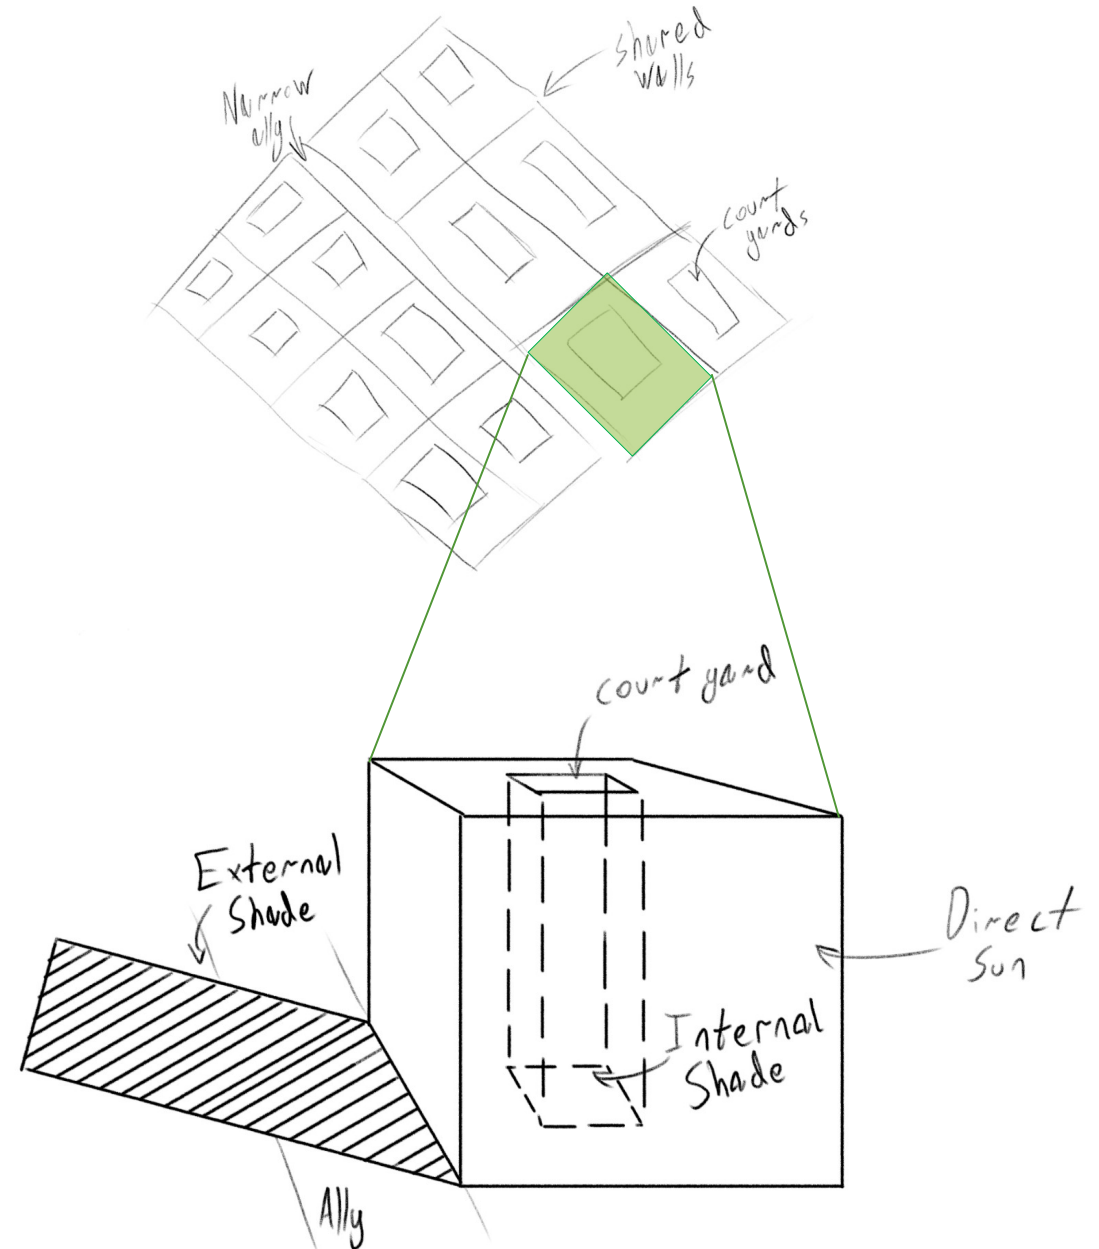 shared
walls
Narrow
ally
court
yards
court yard
External
Shade
Direct
Sun
Internal
Shade
Ally